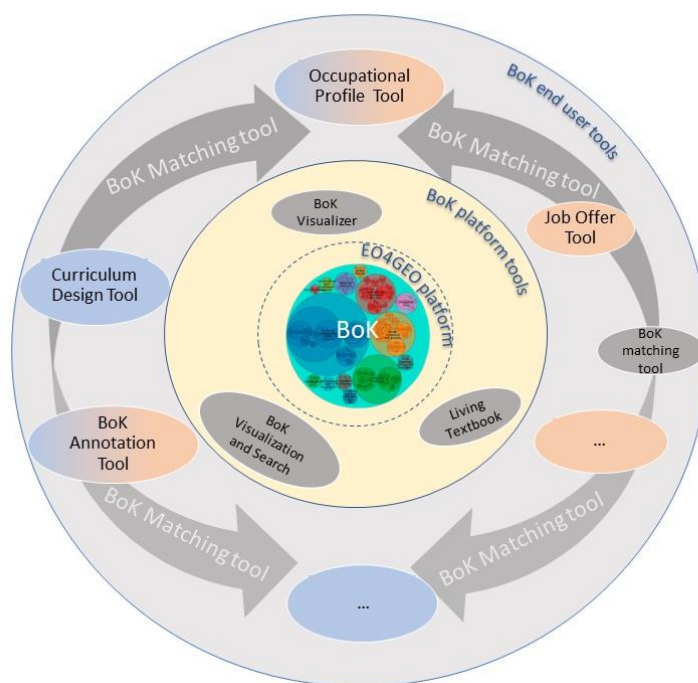 Occupational
Profile Tool
BoK end user tools
BoK Matching tool
BoK Matching tool
BoK platform tools
BoK
Visualizer
Job Offer
Tool
EO4GEO platform
Curriculum
Design Tool
BoK
BoK
matching
tool
Living
Textbook
BoK
Annotation
Tool
BoK
Visualization
and Search
...
BoK Matching tool
BoK Matching tool
...